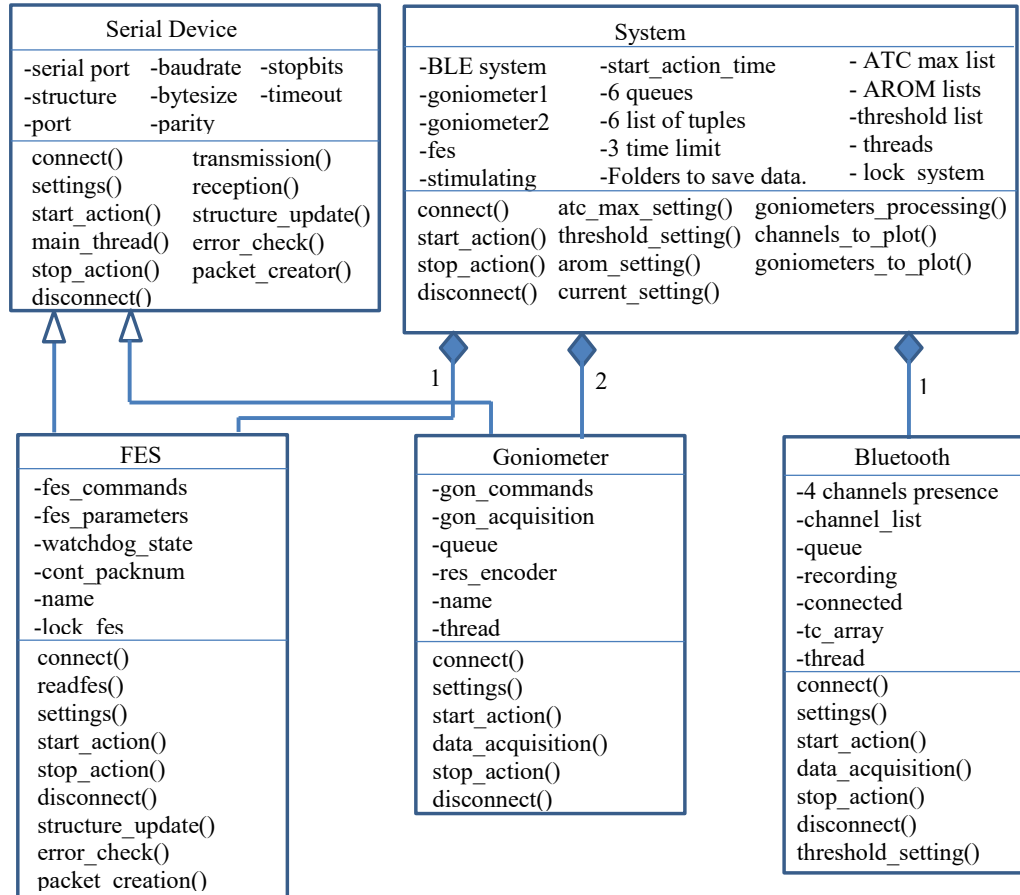 Serial Device
-serial port -baudrate -stopbits
-structure -bytesize -timeout
-port -parity
connect() transmission()
settings() reception()
start_action() structure_update()
main_thread() error_check()
stop_action() packet_creator()
disconnect()
System
-BLE system -start_action_time - ATC max list
-goniometer1 -6 queues - AROM lists
-goniometer2 -6 list of tuples -threshold list
-fes -3 time limit - threads
-stimulating -Folders to save data. - lock_system
connect() atc_max_setting() goniometers_processing()
start_action() threshold_setting() channels_to_plot()
stop_action() arom_setting() goniometers_to_plot()
disconnect() current_setting()
1
2
1
FES
-fes_commands
-fes_parameters
-watchdog_state
-cont_packnum
-name
-lock_fes
connect()
readfes()
settings()
start_action()
stop_action()
disconnect()
structure_update()
error_check()
packet_creation()
Goniometer
-gon_commands
-gon_acquisition
-queue
-res_encoder
-name
-thread
connect()
settings()
start_action()
data_acquisition()
stop_action()
disconnect()
Bluetooth
-4 channels presence
-channel_list
-queue
-recording
-connected
-tc_array
-thread
connect()
settings()
start_action()
data_acquisition()
stop_action()
disconnect()
threshold_setting()